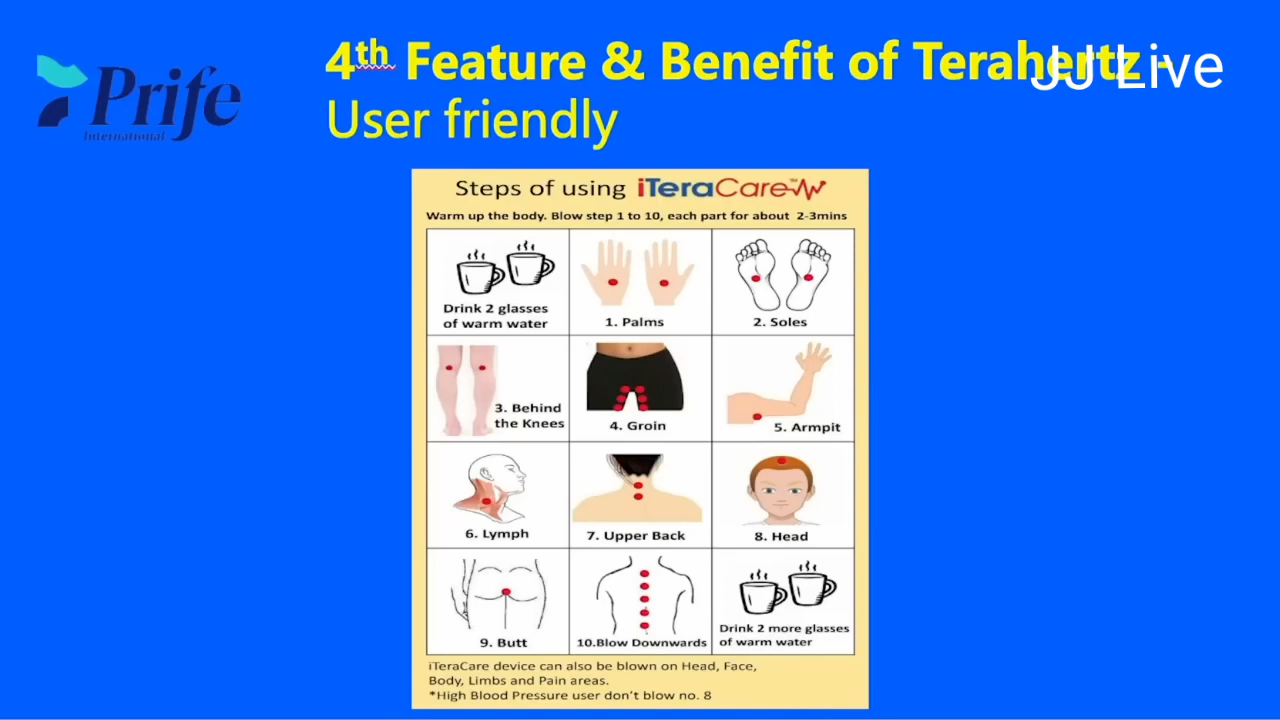 Prife
International
4th Feature & Benefit of Terahertz -
User friendly
JJ Live
Steps of using iTeraCare™
Warm up the body. Blow step 1 to 10, each part for about 2-3mins
Drink 2 glasses
of warm water
1. Palms
2. Soles
3. Behind
the Knees
4. Groin
5. Armpit
6. Lymph
7. Upper Back
8. Head
9. Butt
10.Blow Downwards
Drink 2 more glasses
of warm water
iTeraCare device can also be blown on Head, Face,
Body, Limbs and Pain areas.
*High Blood Pressure user don't blow no. 8